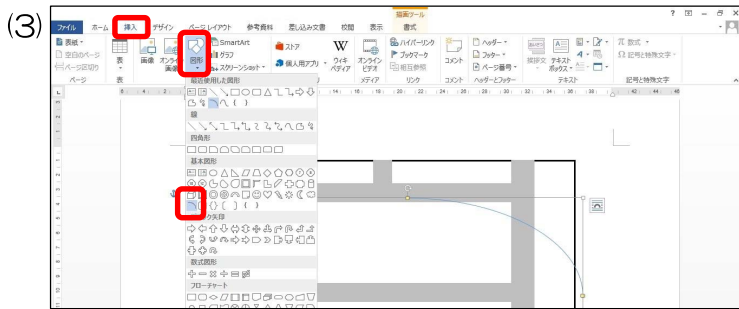 (3)
描画ツール
ファイル ホーム 挿入 デザイン ページ レイアウト 参考資料 差し込み文書 校閲 表示 書式
表紙
空白のページ
ページ区切り
ページ
表
表
画像 オンライン 画像
図形
SmartArt
グラフ
スクリーンショット
ストア
個人用アプリ
ウィキペディア
オンライン ビデオ
メディア
ハイパーリンク
ブックマーク
相互参照
リンク
コメント
コメント
ヘッダー
フッター
ページ番号
ヘッダーとフッター
挨拶文
テキスト ボックス
テキスト
数式
記号と特殊文字
記号と特殊文字
最近使用した図形
線
四角形
基本図形
ク矢印
数式図形
フローチャート